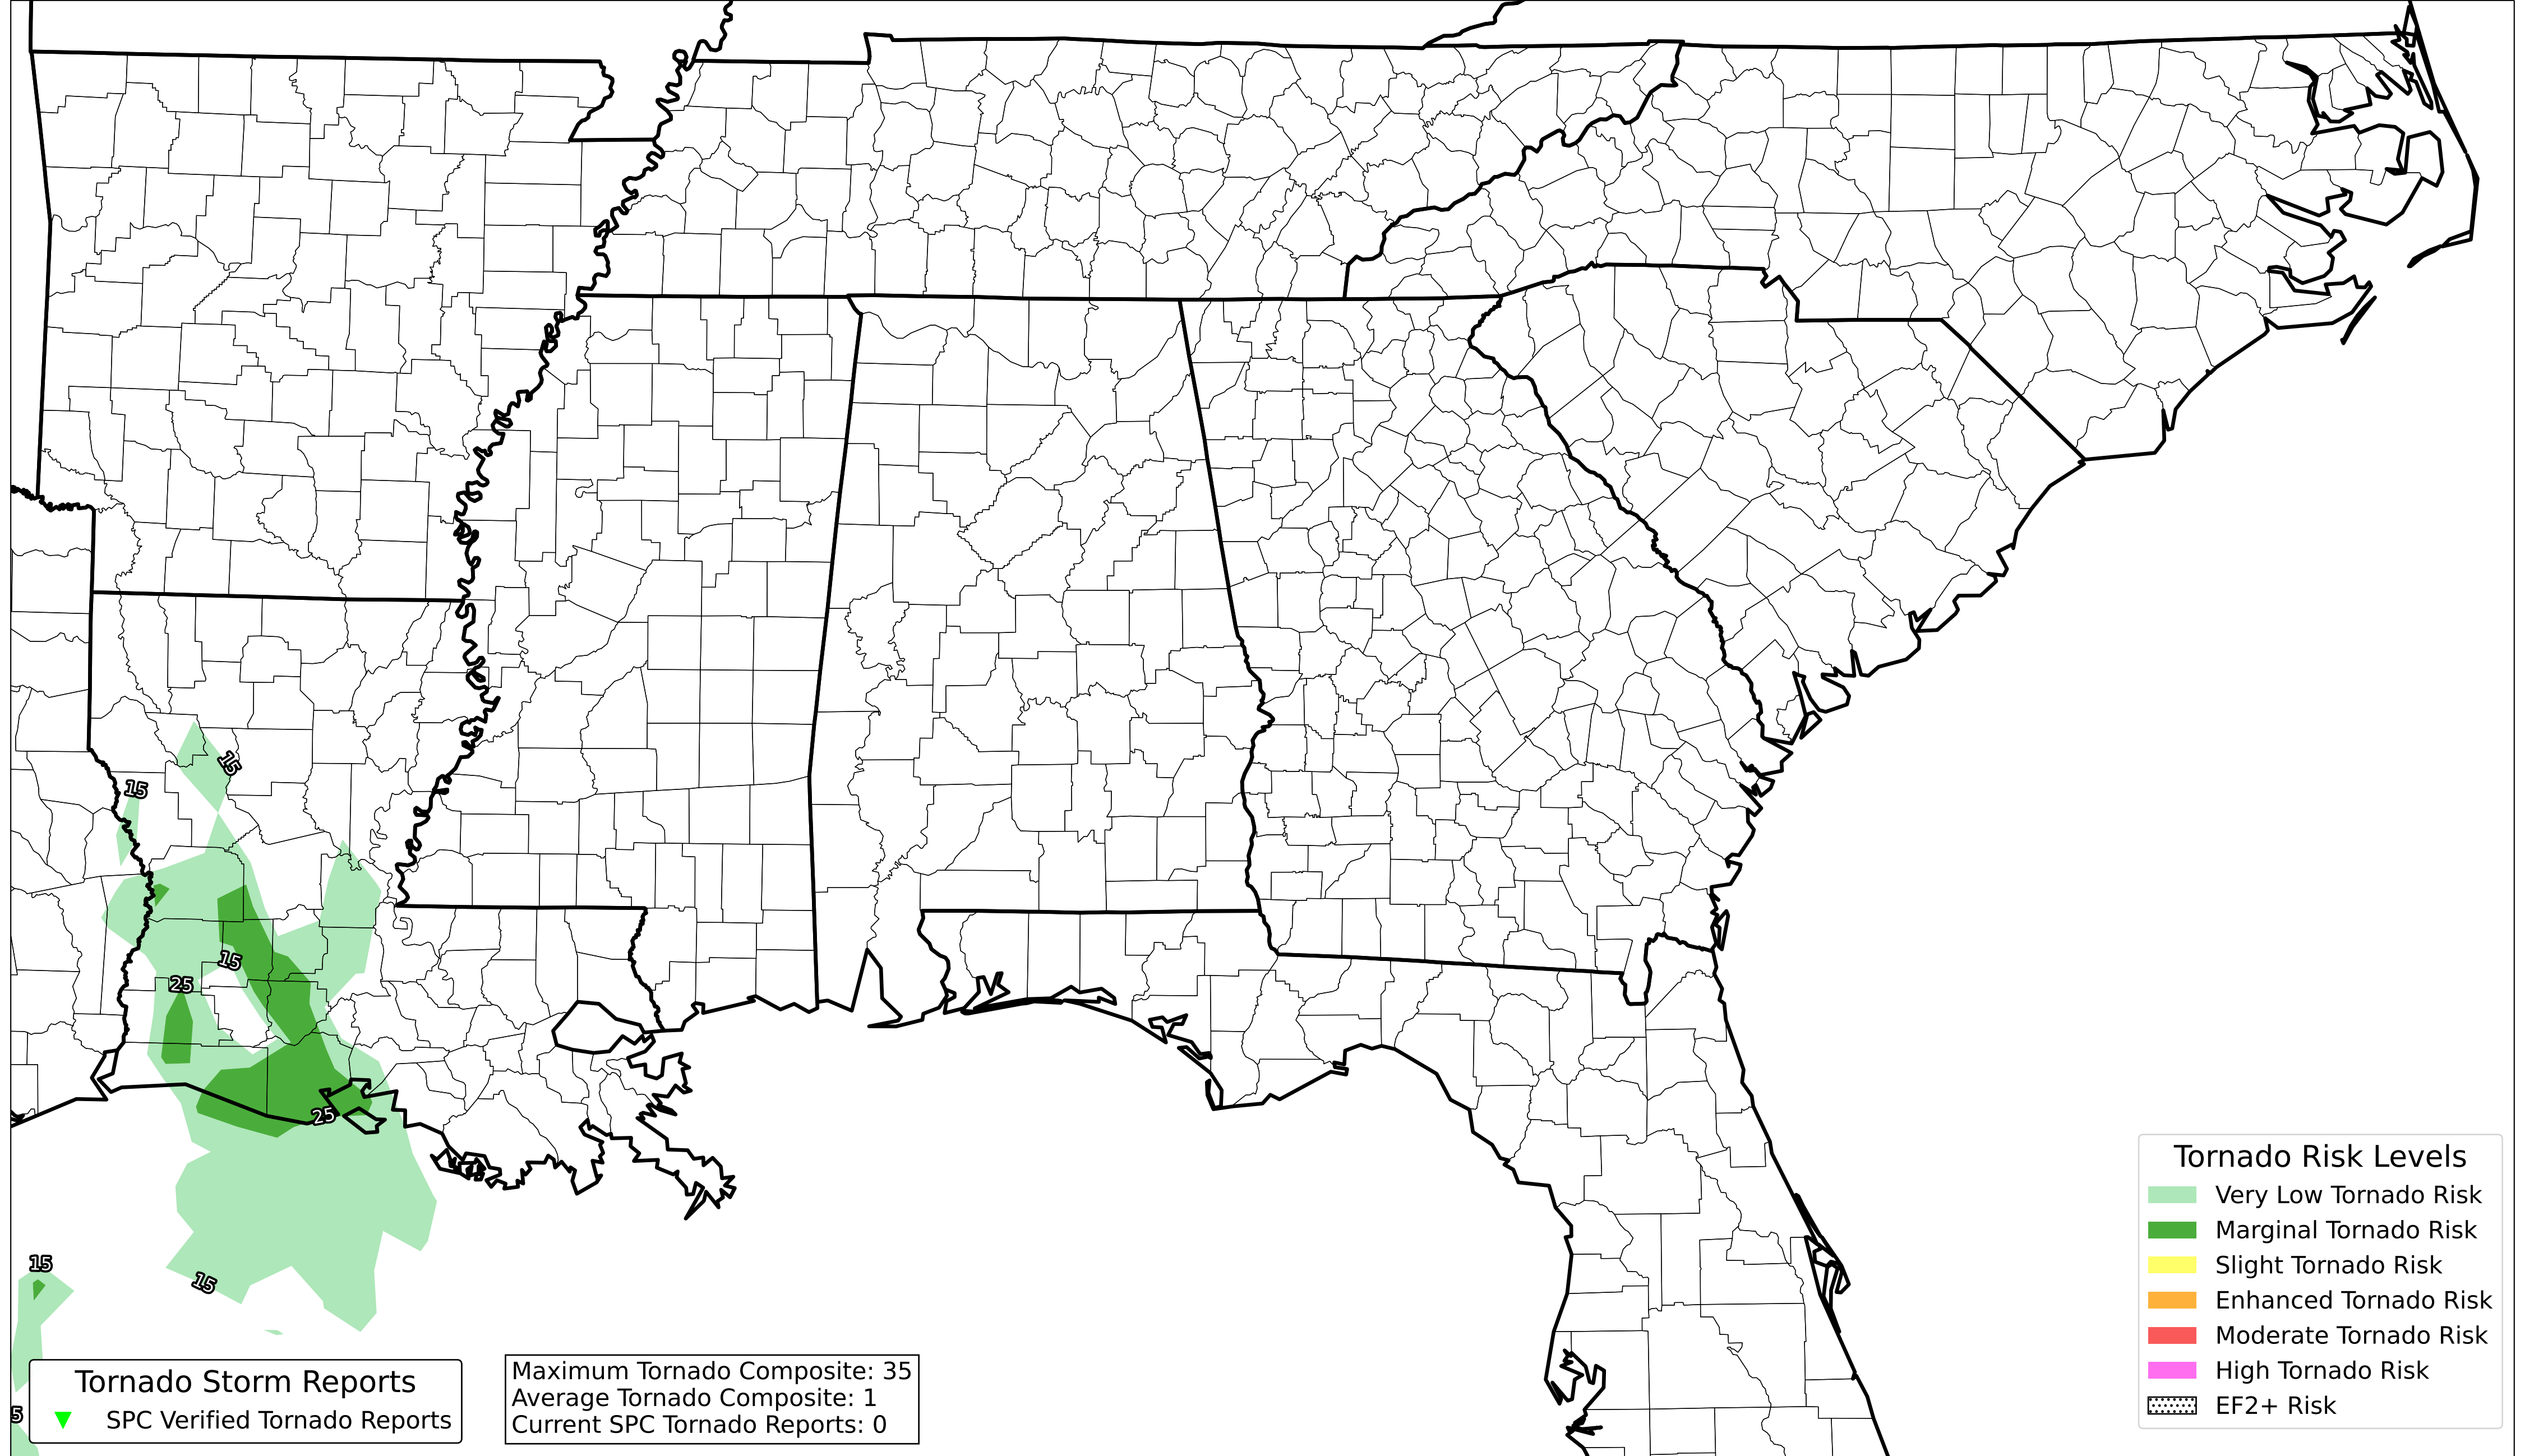 15
15
15
25
25
15
15
5
Tornado Storm Reports
SPC Verified Tornado Reports
Maximum Tornado Composite: 35
Average Tornado Composite: 1
Current SPC Tornado Reports: 0
Tornado Risk Levels
Very Low Tornado Risk
Marginal Tornado Risk
Slight Tornado Risk
Enhanced Tornado Risk
Moderate Tornado Risk
High Tornado Risk
EF2+ Risk